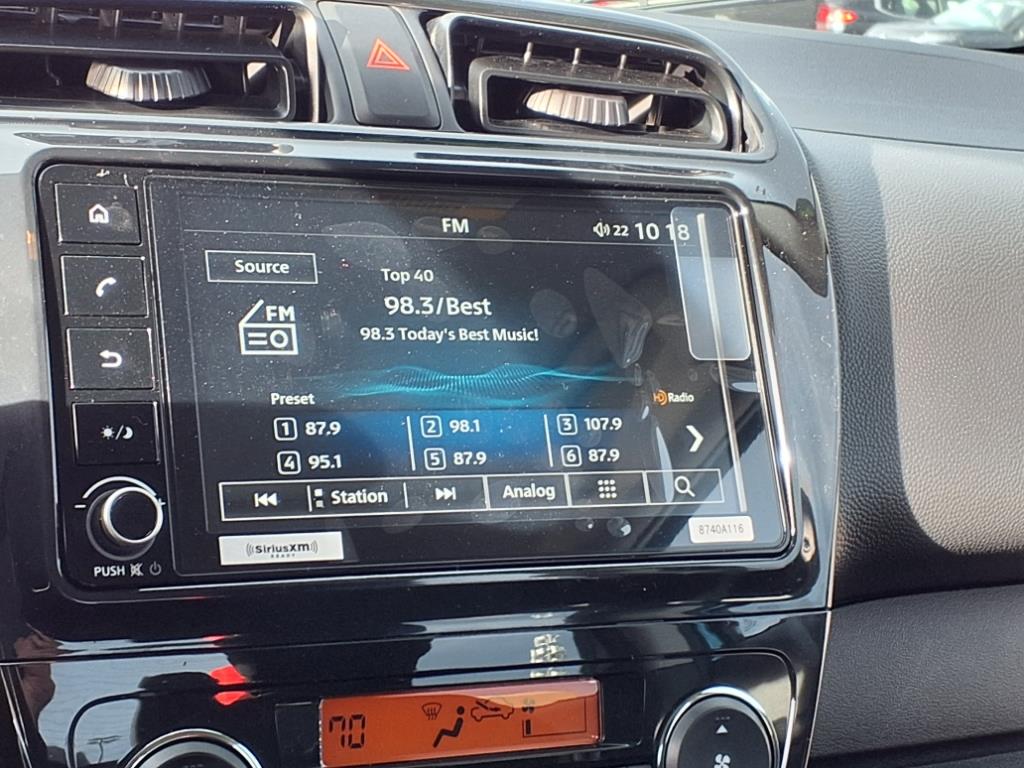 FM
22 10 18
Source
Top 40
FM
98.3/Best
98.3 Today's Best Music!
Preset
HD Radio
1 87.9 2 98.1 3 107.9
4 95.1 5 87.9 6 87.9
Station Analog
SiriusXM
READY
8740A116
PUSH
70